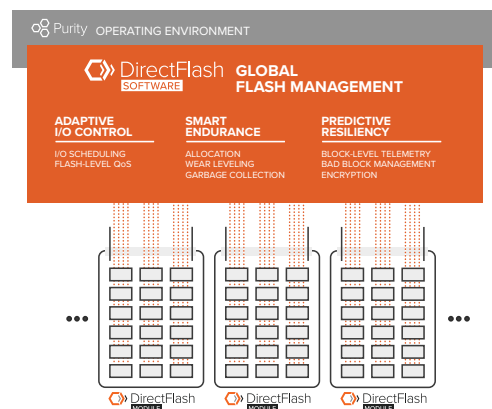 Purity OPERATING ENVIRONMENT
DirectFlash
SOFTWARE
GLOBAL
FLASH MANAGEMENT
ADAPTIVE
I/O CONTROL
I/O SCHEDULING
FLASH-LEVEL QoS
SMART
ENDURANCE
ALLOCATION
WEAR LEVELING
GARBAGE COLLECTION
PREDICTIVE
RESILIENCY
BLOCK-LEVEL TELEMETRY
BAD BLOCK MANAGEMENT
ENCRYPTION
DirectFlash
MODULE
DirectFlash
MODULE
DirectFlash
MODULE